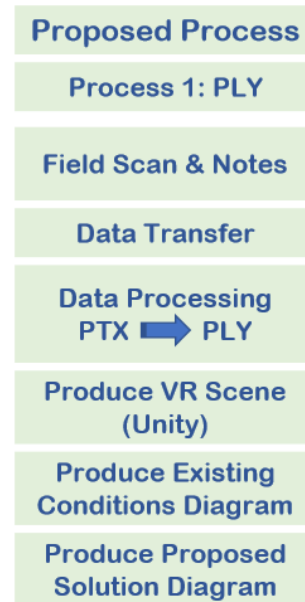 Proposed Process
Process 1: PLY
Field Scan & Notes
Data Transfer
Data Processing
PTX PLY
Produce VR Scene
(Unity)
Produce Existing
Conditions Diagram
Produce Proposed
Solution Diagram